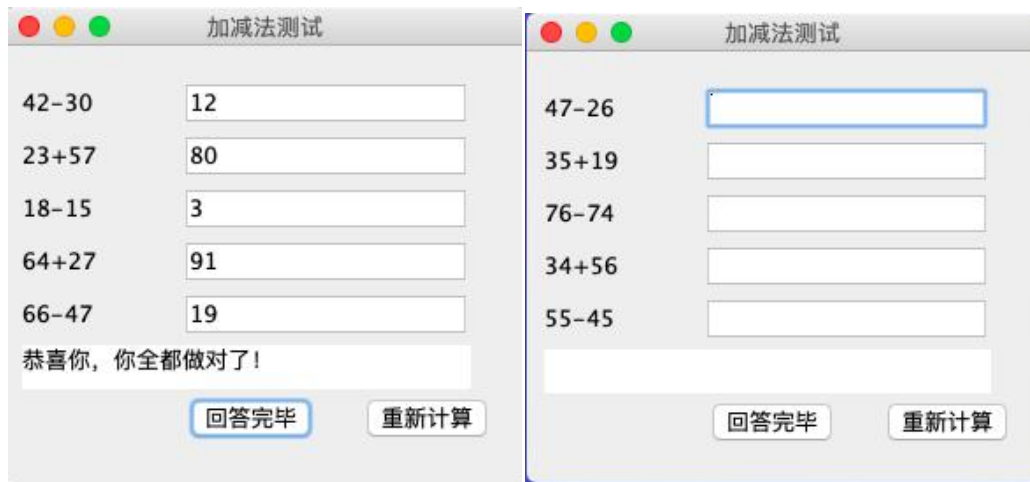 加减法测试
42-30 12
23+57 80
18-15 3
64+27 91
66-47 19
恭喜你，你全都做对了!
回答完毕 重新计算
加减法测试
47-26
35+19
76-74
34+56
55-45
回答完毕 重新计算